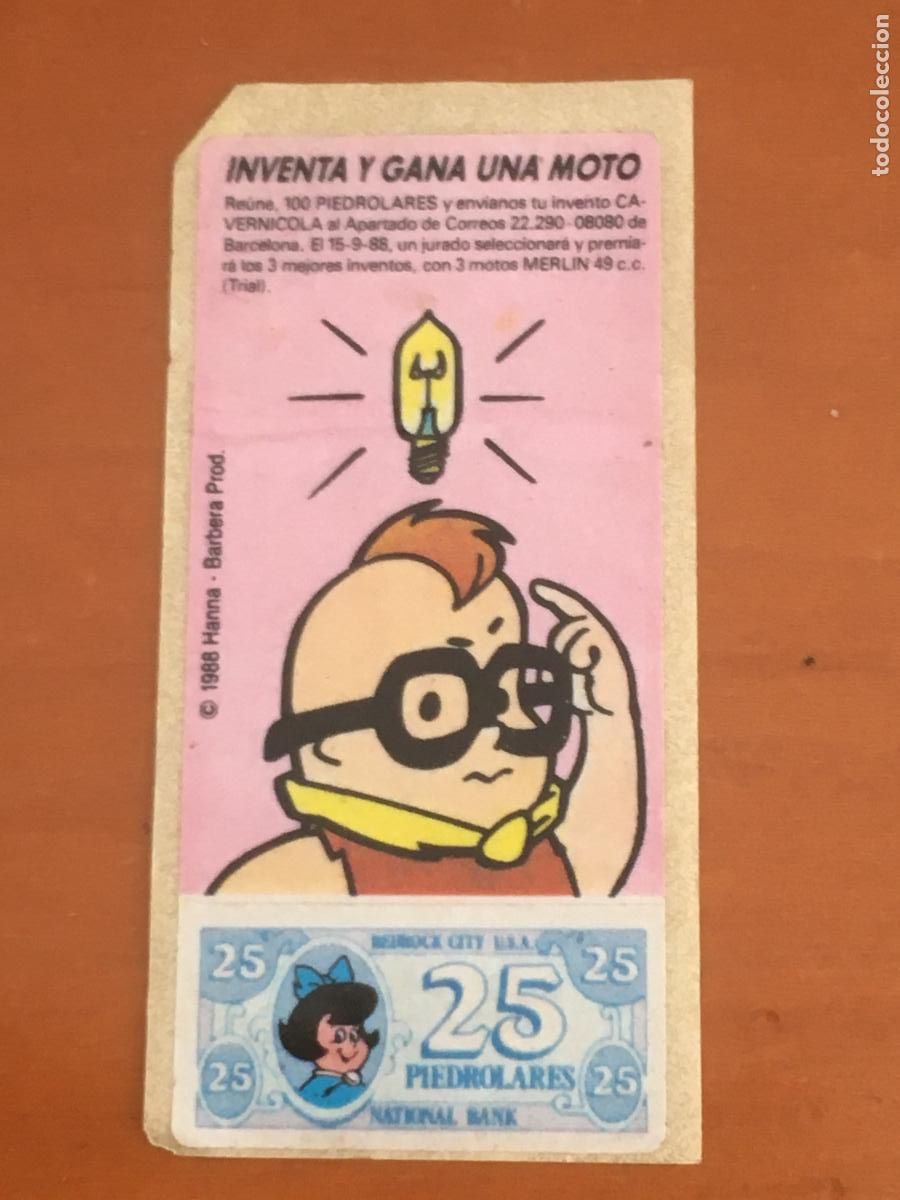 INVENTA Y GANA UNA MOTO
Reúne, 100 PIEDROLARES y envianos tu invento CA-
VERNICOLA al Apartado de Correos 22.290-08080 de
Barcelona. El 15-9-88, un jurado seleccionará y premia-
rá los 3 mejores inventos, con 3 motos MERLIN 49 c.c.
(Trial).
© 1988 Hanna - Barbera Prod.
BEDROCK CITY U.S.A.
25
25
25
PIEDROLARES
25
25
NATIONAL BANK
todocoleccion